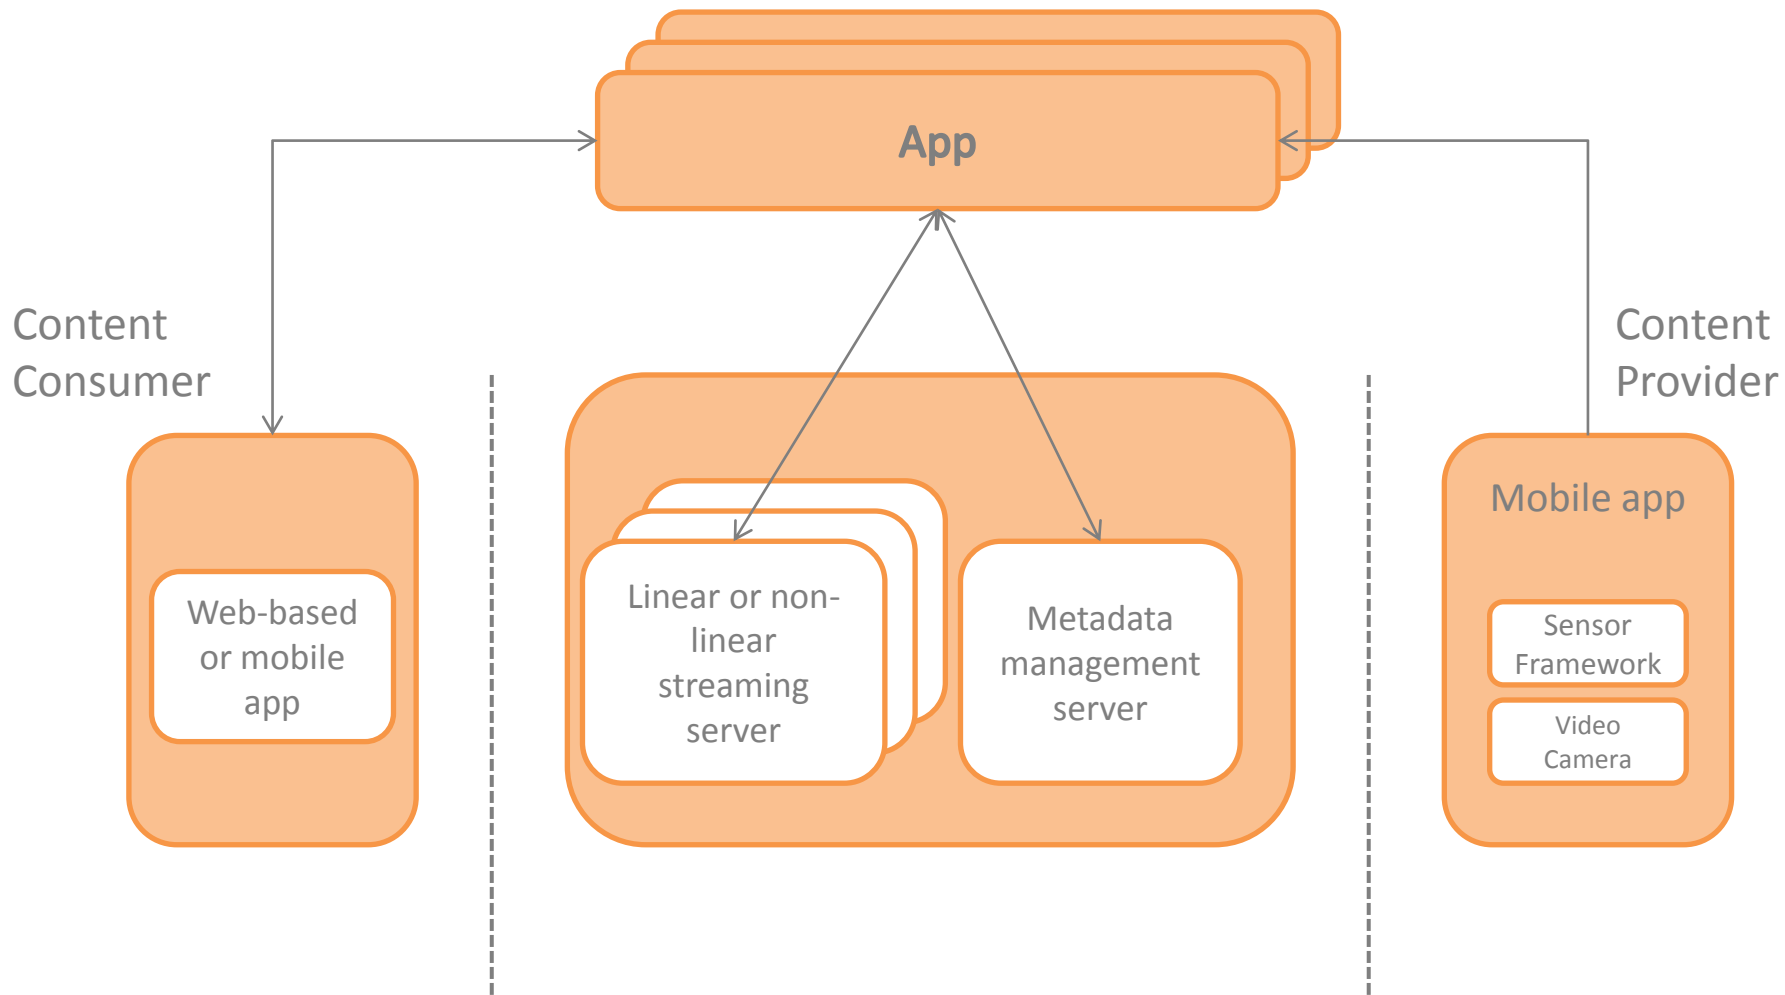 App
Content
Consumer
Content
Provider
Mobile app
Web-based
or mobile
app
Linear or non-
linear
streaming
server
Metadata
management
server
Sensor
Framework
Video
Camera